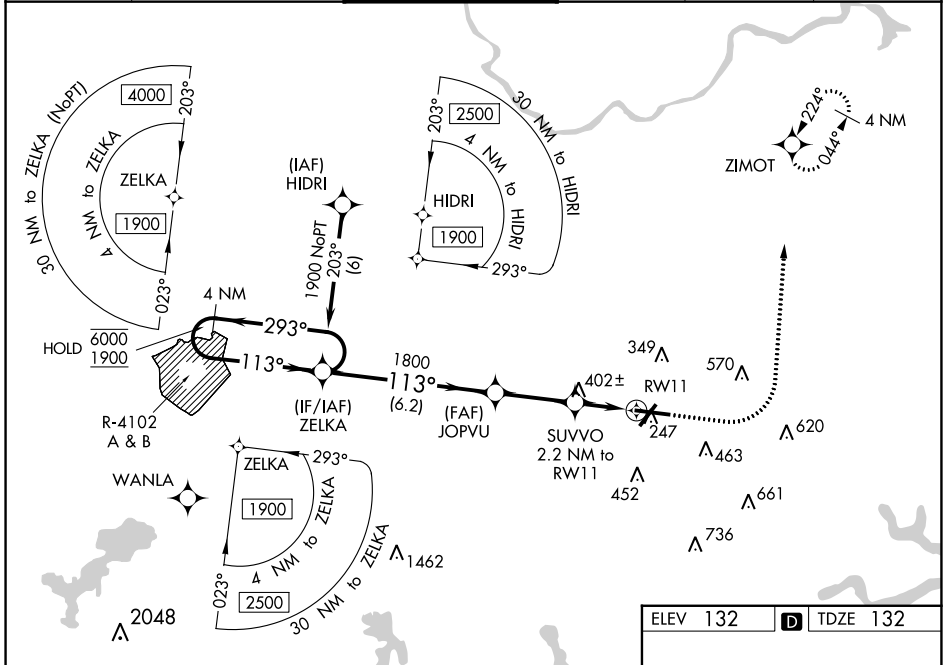 30 NM to ZELKA (NoPT)
4000
203°
4 NM to ZELKA
ZELKA
1900
023°
(IAF)
HIDRI
1900 NoPT
203°
(6)
203°
2500
30 NM to HIDRI
4 NM to HIDRI
HIDRI
1900
293°
224°
044°
4 NM
ZIMOT
4 NM
HOLD
6000
1900
293°
113°
R-4102
A & B
(IF/IAF)
ZELKA
1800
113°
(6.2)
(FAF)
JOPVU
402±
SUVVO
2.2 NM to
RW11
349
RW11
247
570
620
463
452
661
736
WANLA
ZELKA
293°
1900
4 NM to ZELKA
023°
2500
30 NM to ZELKA
1462
2048
ELEV 132
D
TDZE 132